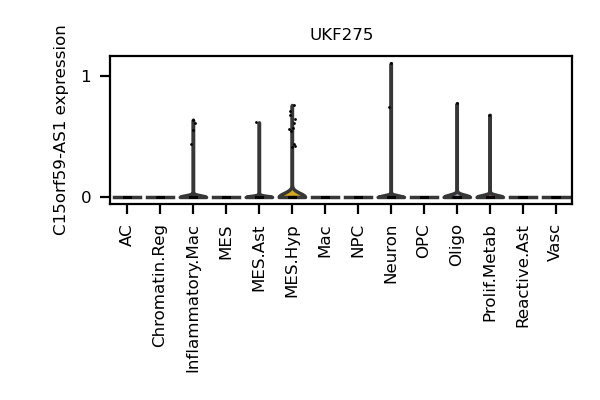 UKF275
C15orf59-AS1 expression
1
0
AC
Chromatin.Reg
Inflammatory.Mac
MES
MES.Ast
MES.Hyp
Mac
NPC
Neuron
OPC
Oligo
Prolif.Metab
Reactive.Ast
Vasc